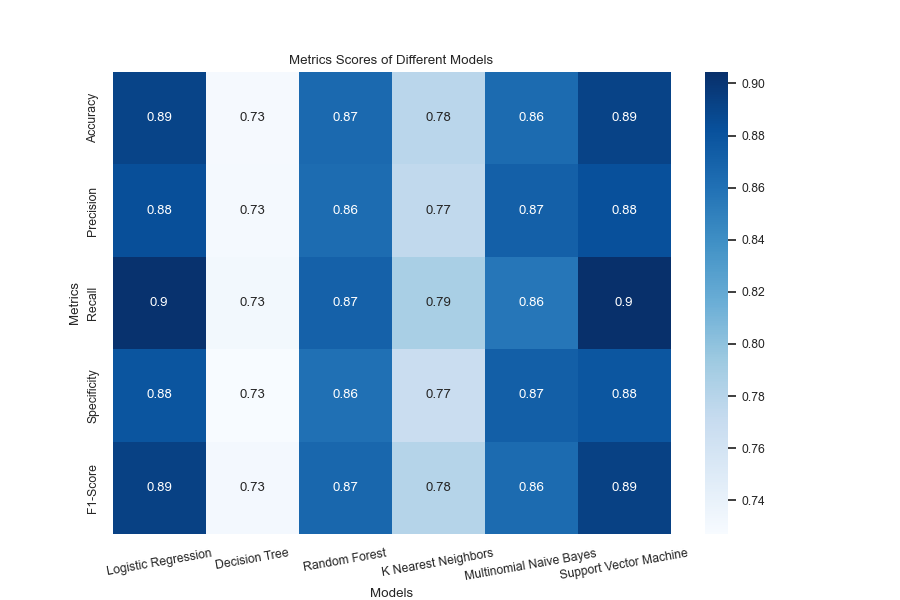 Metrics Scores of Different Models
Metrics
Accuracy
0.89 0.73 0.87 0.78 0.86 0.89
Precision
0.88 0.73 0.86 0.77 0.87 0.88
Recall
0.9 0.73 0.87 0.79 0.86 0.9
Specificity
0.88 0.73 0.86 0.77 0.87 0.88
F1-Score
0.89 0.73 0.87 0.78 0.86 0.89
Logistic Regression
Decision Tree
Random Forest
K Nearest Neighbors
Multinomial Naive Bayes
Support Vector Machine
Models
0.90
0.88
0.86
0.84
0.82
0.80
0.78
0.76
0.74